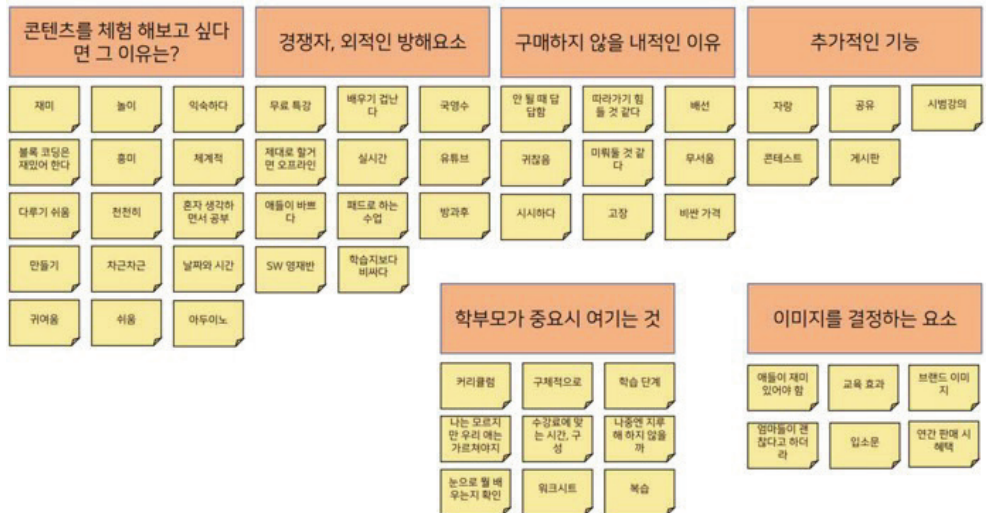 콘텐츠를 체험 해보고 싶다
면 그 이유는?
재미
놀이
익숙하다
블록 코딩은
재밌어 한다
흥미
체계적
다루기 쉬움
천천히
혼자 생각하
면서 공부
만들기
차근차근
날짜와 시간
귀여움
쉬움
아두이노
경쟁자, 외적인 방해요소
무료 특강
배우기 겁난
다
국영수
제대로 할거
면 오프라인
실시간
유튜브
애들이 바쁘
다
패드로 하는
수업
방과후
SW 영재반
학습지보다
비싸다
구매하지 않을 내적인 이유
안 될 때 답
답함
따라가기 힘
들 것 같다
배선
귀찮음
미뤄둘 것 같
다
무서움
시시하다
고장
비싼 가격
추가적인 기능
자랑
공유
시범강의
콘테스트
게시판
학부모가 중요시 여기는 것
커리큘럼
구체적으로
학습 단계
나는 모르지
만 우리 애는
가르쳐야지
수강료에 맞
는 시간, 구
성
나중엔 지루
해 하지 않을
까
눈으로 뭘 배
우는지 확인
워크시트
복습
이미지를 결정하는 요소
애들이 재미
있어야 함
교육 효과
브랜드 이미
지
엄마들이 괜
찮다고 하더
라
입소문
연간 판매 시
혜택